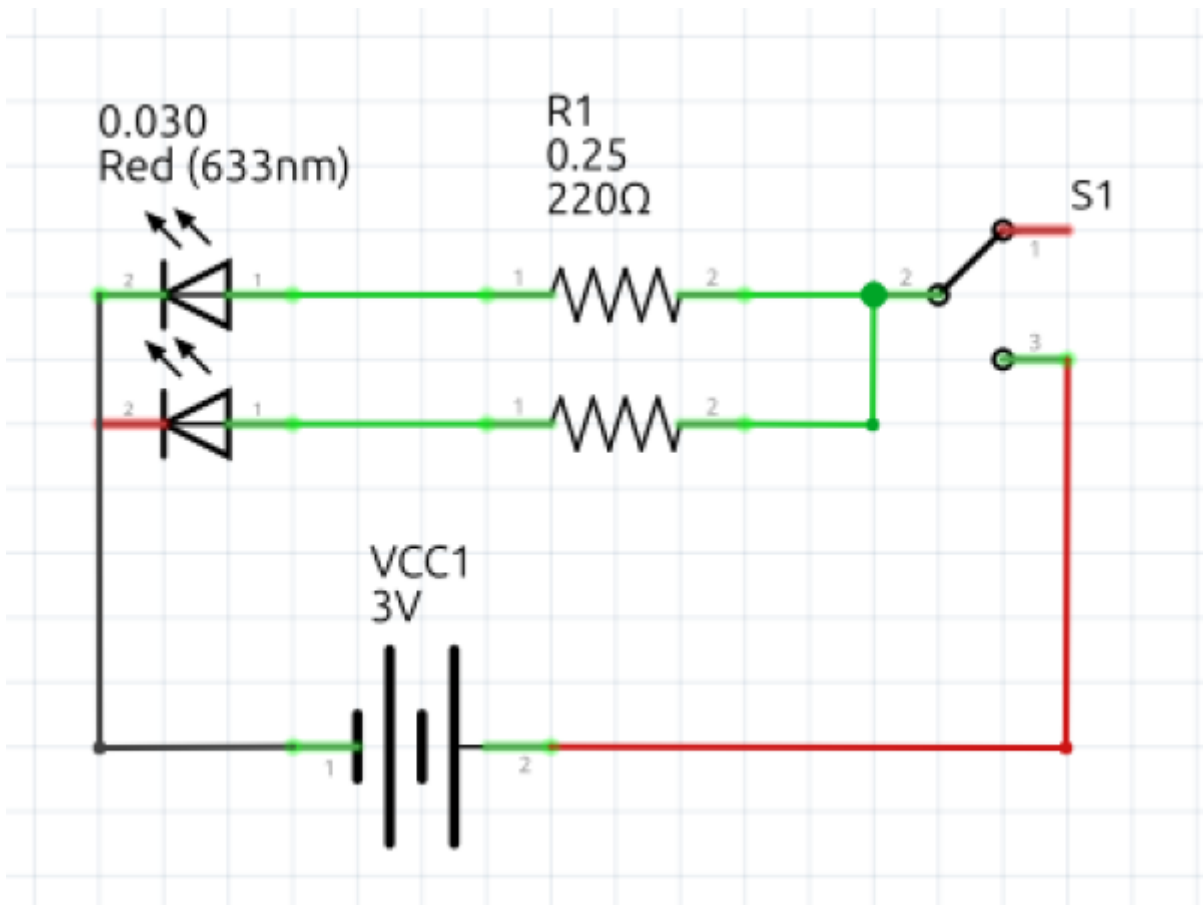 0.030
Red (633nm)
R1
0.25
220Ω
S1
1
2 1 1 2 2
3
2 1 1 2
VCC1
3V
1 2